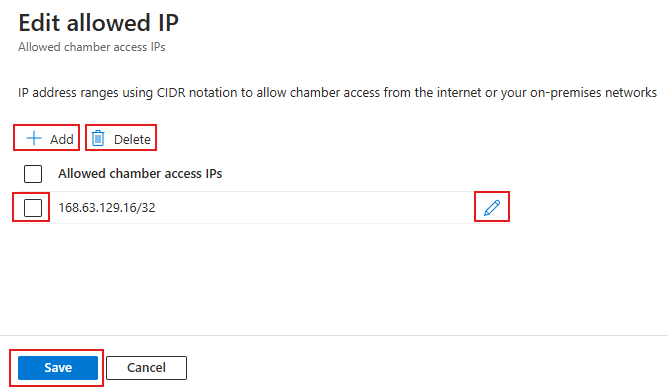 Edit allowed IP
Allowed chamber access IPs
IP address ranges using CIDR notation to allow chamber access from the internet or your on-premises networks
Add Delete
Allowed chamber access IPs
168.63.129.16/32
Save Cancel